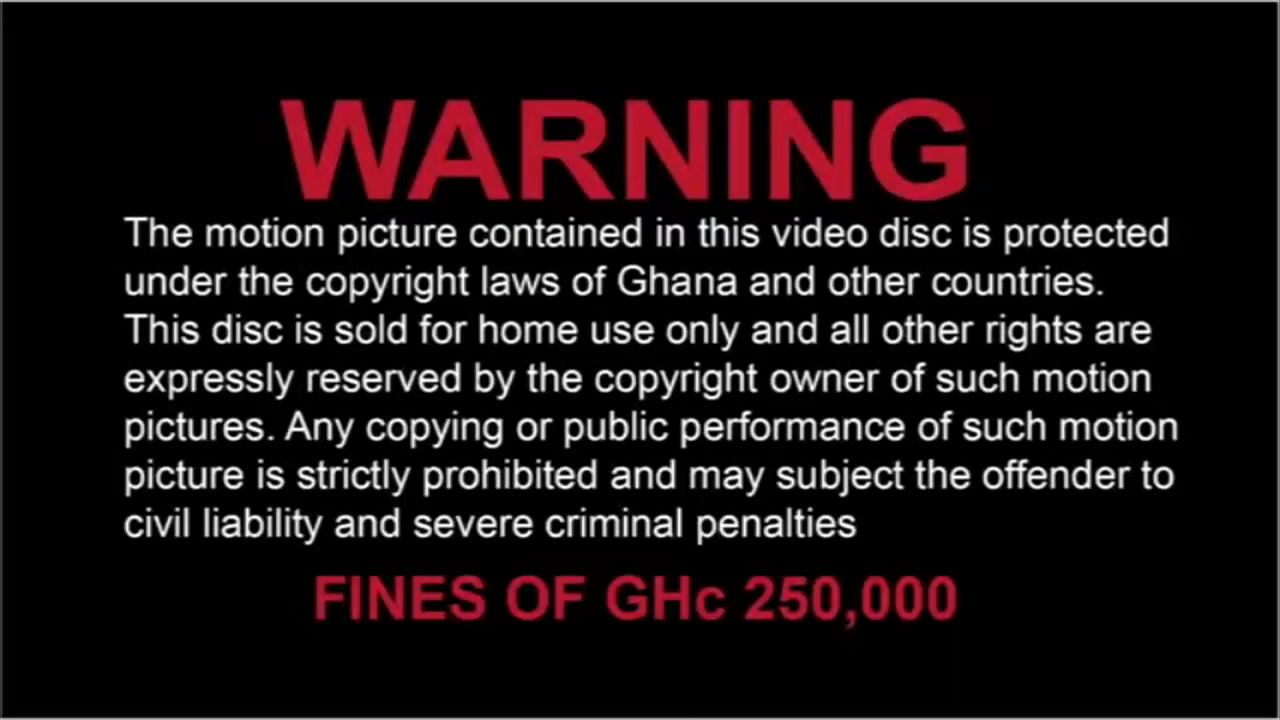 WARNING
The motion picture contained in this video disc is protected
under the copyright laws of Ghana and other countries.
This disc is sold for home use only and all other rights are
expressly reserved by the copyright owner of such motion
pictures. Any copying or public performance of such motion
picture is strictly prohibited and may subject the offender to
civil liability and severe criminal penalties
FINES OF GHc 250,000